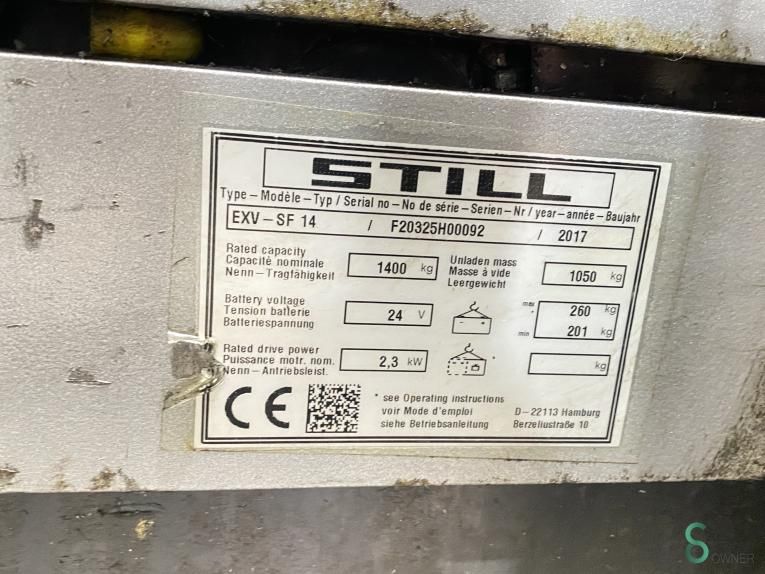 STILL
Type – Modèle – Typ / Serial no – No de série – Serien – Nr / year – année – Baujahr
EXV – SF 14 / F20325H00092 / 2017
Rated capacity
Capacité nominale
Nenn – Tragfähigkeit
1400 kg
Unladen mass
Masse à vide
Leergewicht
1050 kg
Battery voltage
Tension batterie
Batteriespannung
24 V
max 260 kg
*
min 201 kg
Rated drive power
Puissance motr. nom.
Nenn – Antriebsleist.
2,3 kW
*
kg
CE
* see Operating instructions
voir Mode d'emploi
siehe Betriebsanleitung
D – 22113 Hamburg
Berzeliusstraße 10
S OWNER